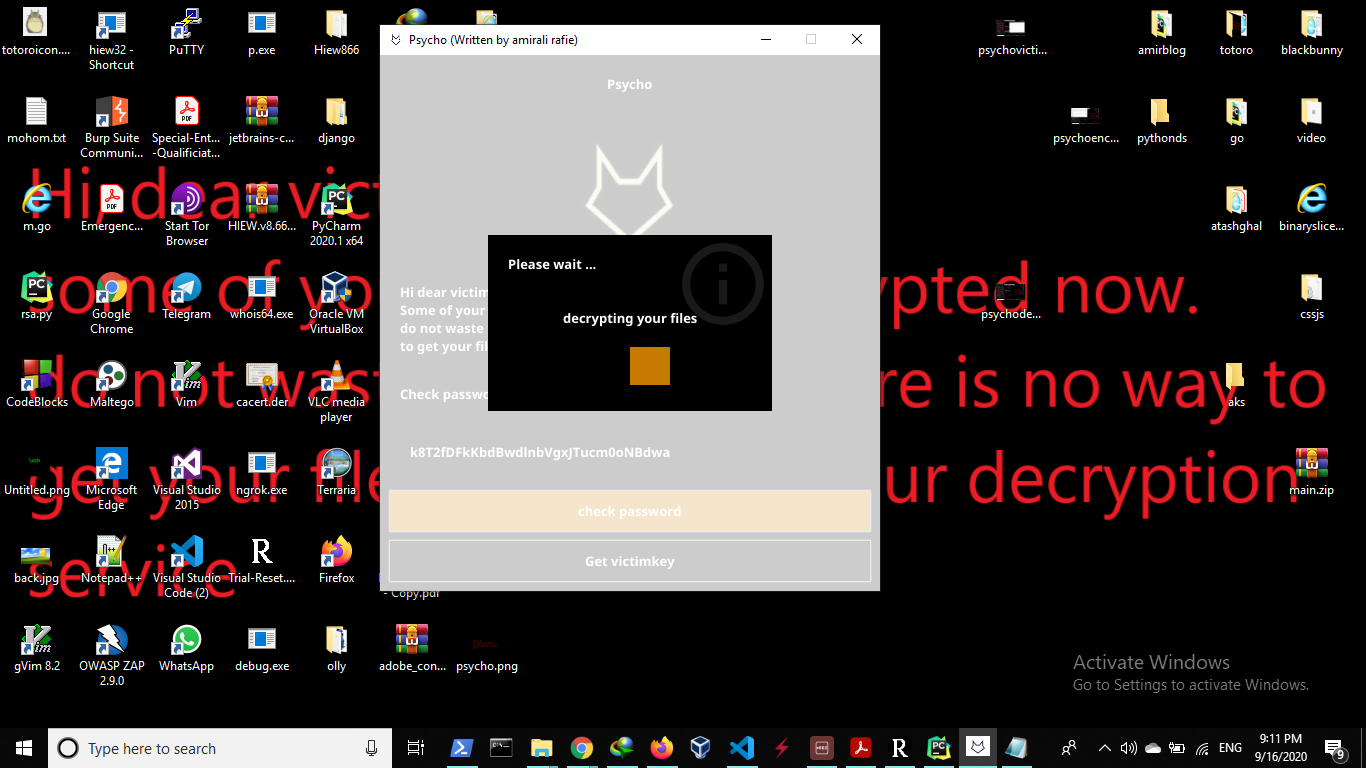 totoroicon....
hiew32 -
Shortcut
PuTTY
p.exe
Hiew866
psychovicti...
amirblog
totoro
blackbunny
mohom.txt
Burp Suite
Communi...
Special-Ent...
-Qualificiat...
jetbrains-c...
django
psychoenc...
pythonds
go
video
m.go
Emergenc...
Start Tor
Browser
HIEW.v8.66...
PyCharm
2020.1 x64
atashghal
binaryslice...
rsa.py
Google
Chrome
Telegram
whois64.exe
Oracle VM
VirtualBox
psychode...
cssjs
CodeBlocks
Maltego
Vim
cacert.der
VLC media
player
aks
Untitled.png
Microsoft
Edge
Visual Studio
2015
ngrok.exe
Terraria
main.zip
back.jpg
Notepad++
Visual Studio
Code (2)
Trial-Reset....
Firefox
- Copy.pdf
gVim 8.2
OWASP ZAP
2.9.0
WhatsApp
debug.exe
olly
adobe_con...
psycho.png
Hi, dear vict
some of yo ypted now.
do not wast re is no way to
get your file ur decryption
service
Psycho (Written by amirali rafie)
Psycho
Hi dear victim
Some of your
do not waste
to get your fil
Check passwo
Please wait ...
decrypting your files
k8T2fDFkKbdBwdlnbVgxJTucm0oNBdwa
check password
Get victimkey
Activate Windows
Go to Settings to activate Windows.
Type here to search
ENG
9:11 PM
9/16/2020
9